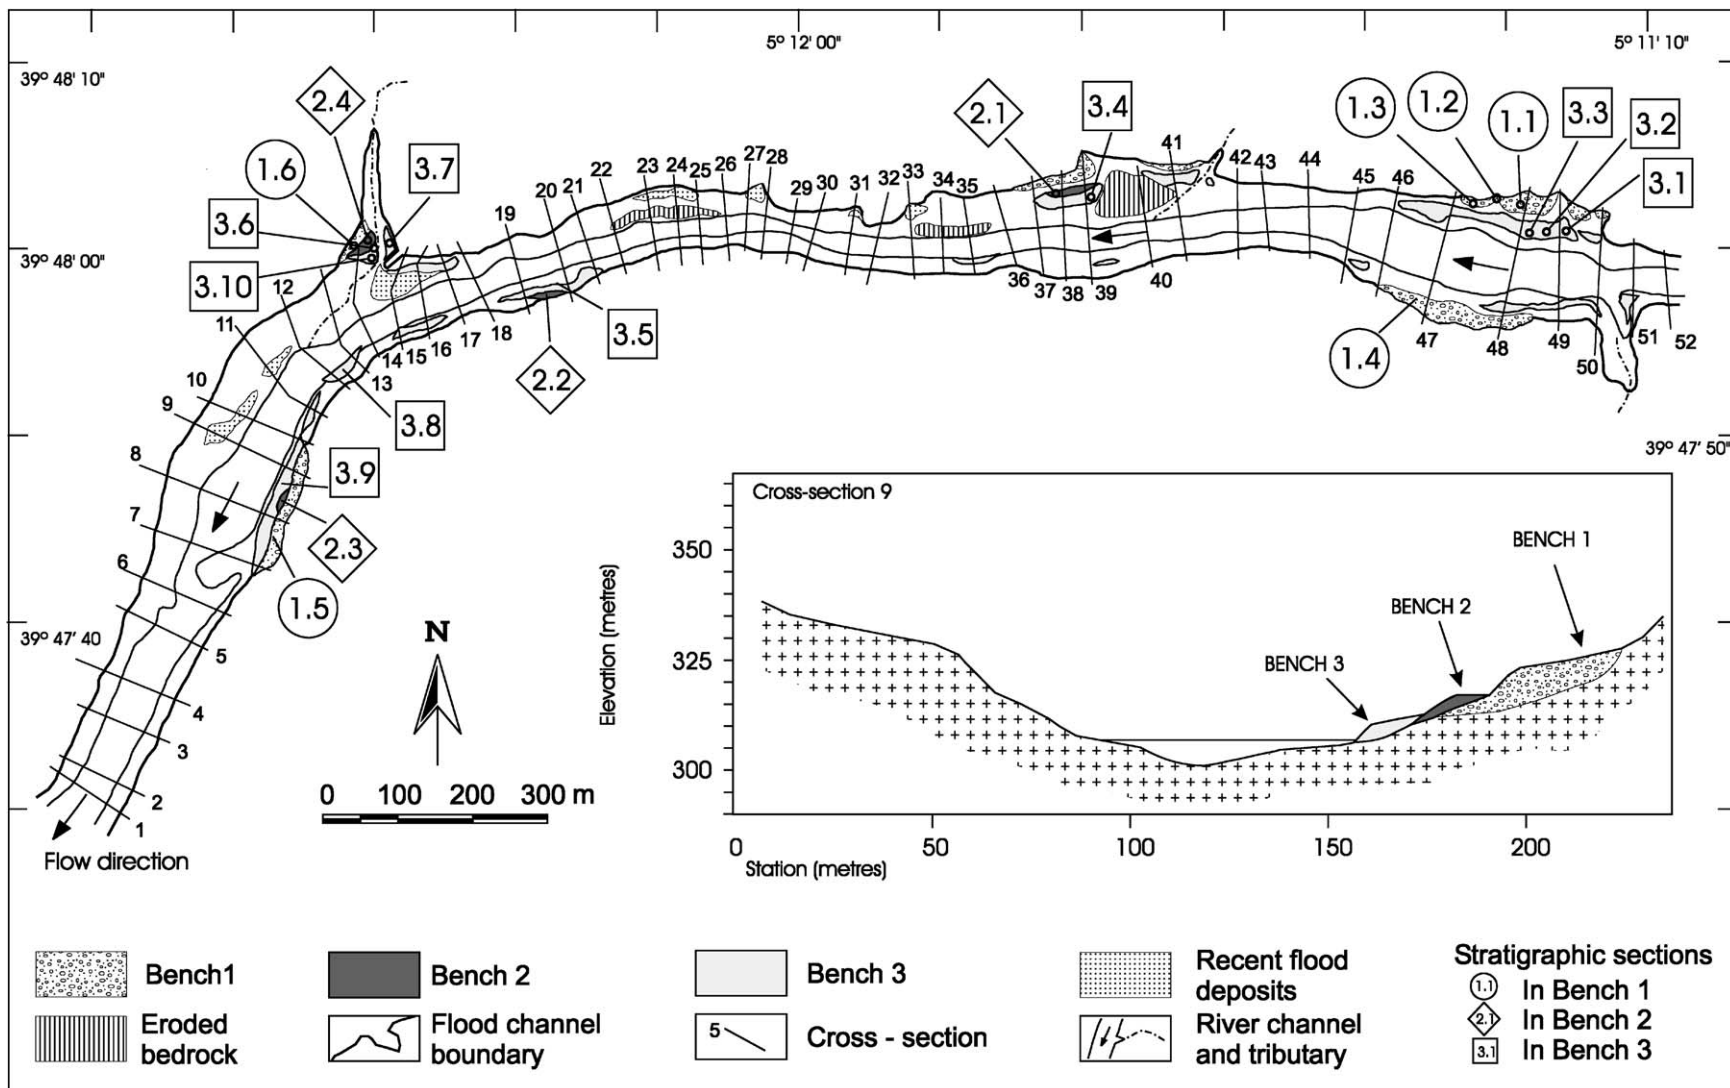 5º 12' 00"
5º 11' 10"
39º 48' 10"
39º 48' 00"
39º 47' 50"
39º 47' 40
2.4
1.6
3.7
3.6
3.10
2.1
3.4
1.3
1.2
1.1
3.3
3.2
3.1
1.4
3.5
2.2
3.8
3.9
2.3
1.5
1
2
3
4
5
6
7
8
9
10
11
12
13
14
15
16
17
18
19
20
21
22
23
24
25
26
27
28
29
30
31
32
33
34
35
36
37
38
39
40
41
42
43
44
45
46
47
48
49
50
51
52
N
0 100 200 300 m
Flow direction
Cross-section 9
Elevation (metres)
350
325
300
BENCH 1
BENCH 2
BENCH 3
0 50 100 150 200
Station (metres)
Bench1
Bench 2
Bench 3
Recent flood
deposits
Eroded
bedrock
Flood channel
boundary
5
Cross - section
River channel
and tributary
Stratigraphic sections
1.1 In Bench 1
2.1 In Bench 2
3.1 In Bench 3